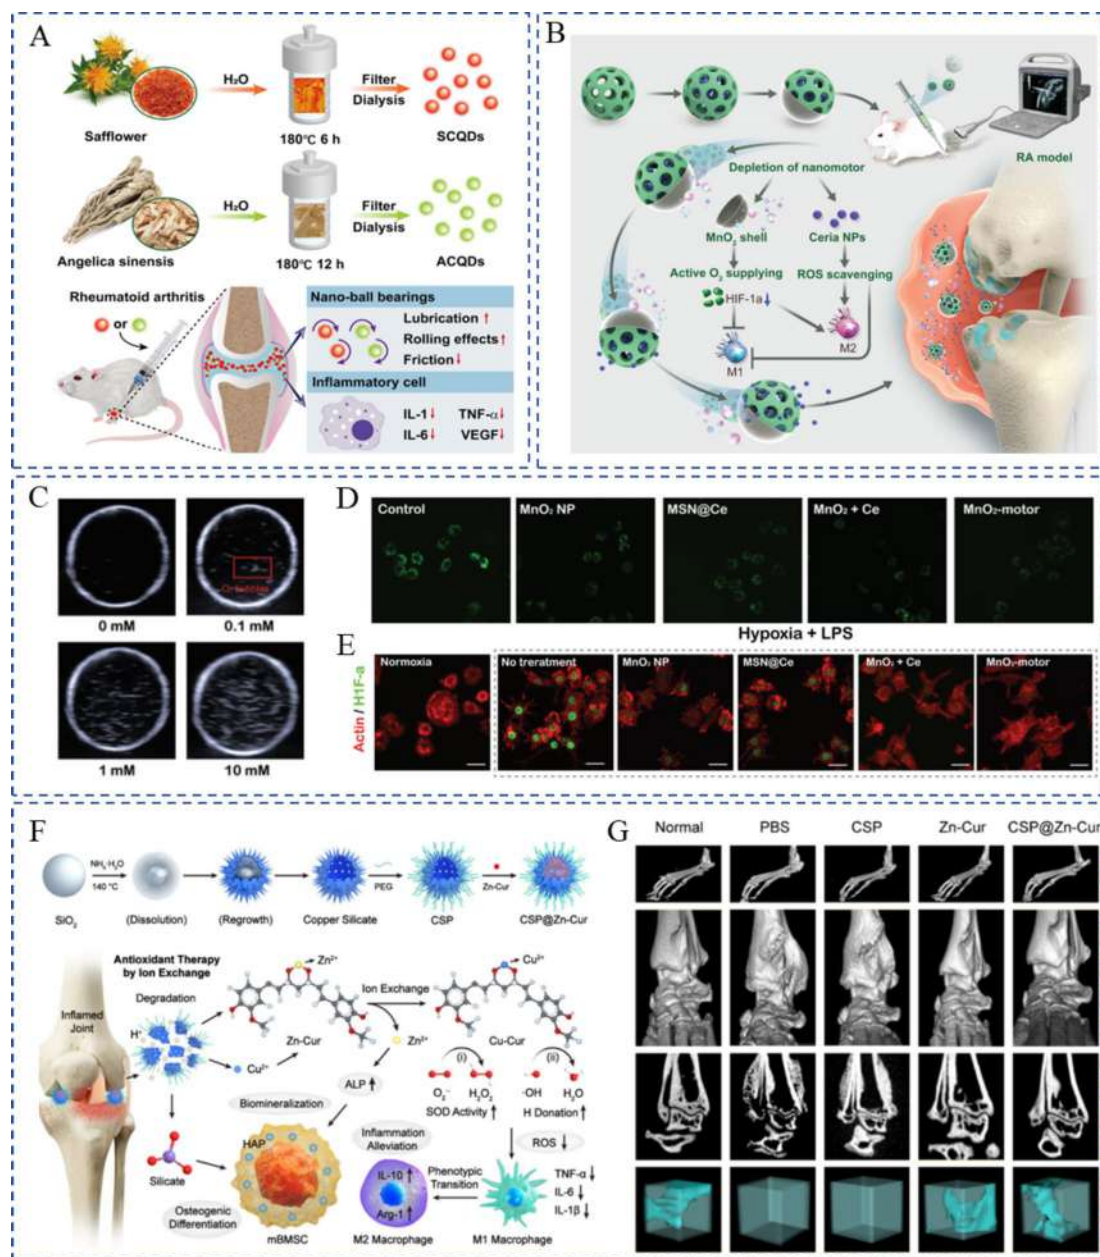 A
Safflower
H₂O
180℃ 6 h
Filter
Dialysis
SCQDs
Angelica sinensis
H₂O
180℃ 12 h
Filter
Dialysis
ACQDs
Rheumatoid arthritis
or
Nano-ball bearings
Lubrication ↑
Rolling effects↑
Friction↓
Inflammatory cell
IL-1↓ TNF-α↓
IL-6↓ VEGF↓
B
RA model
Depletion of nanomotor
MnO₂ shell
Ceria NPs
Active O₂ supplying
ROS scavenging
HIF-1a↓
M1
M2
C
0 mM
0.1 mM
1 mM
10 mM
D
Control
MnO₂ NP
MSN@Ce
MnO₂ + Ce
MnO₂-motor
Hypoxia + LPS
E
Actin / H1F-a
Normoxia
No treratment
MnO₂ NP
MSN@Ce
MnO₂ + Ce
MnO₂-motor
F
SiO₂
NH₃·H₂O
140 °C
(Dissolution)
(Regrowth)
Copper Silicate
PEG
CSP
Zn-Cur
CSP@Zn-Cur
Antioxidant Therapy
by Ion Exchange
Degradation
Inflamed
Joint
H⁺
Zn²⁺
Zn-Cur
Cu²⁺
Ion Exchange
Zn²⁺
Cu²⁺
Cu-Cur
ALP ↑
Biomineralization
(i)
O₂·⁻ H₂O₂
SOD Activity ↑
(ii)
·OH H₂O
H Donation ↑
ROS ↓
Silicate
Osteogenic
Differentiation
HAP
mBMSC
Inflammation
Alleviation
IL-10 ↑
Arg-1 ↑
M2 Macrophage
Phenotypic
Transition
M1 Macrophage
TNF-α ↓
IL-6 ↓
IL-1β ↓
G
Normal
PBS
CSP
Zn-Cur
CSP@Zn-Cur